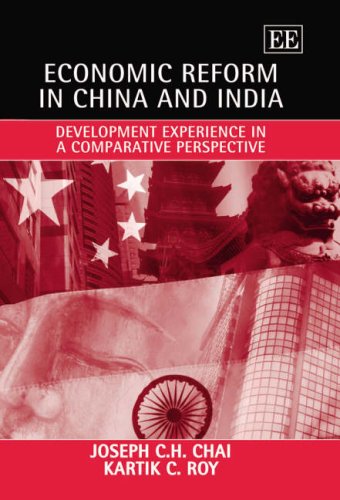 EE
ECONOMIC REFORM
IN CHINA AND INDIA
DEVELOPMENT EXPERIENCE IN
A COMPARATIVE PERSPECTIVE
JOSEPH C.H. CHAI
KARTIK C. ROY